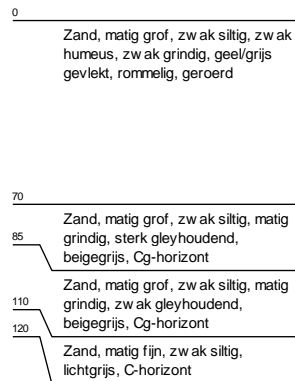 0
Zand, matig grof, zwak siltig, zwak
humeus, zwak grindig, geel/grijs
gevlekt, rommelig, geroerd
70
Zand, matig grof, zwak siltig, matig
grindig, sterk gleyhoudend,
beigegrijs, Cg-horizont
85
Zand, matig grof, zwak siltig, matig
grindig, zwak gleyhoudend,
beigegrijs, Cg-horizont
110
120
Zand, matig fijn, zwak siltig,
lichtgrijs, C-horizont